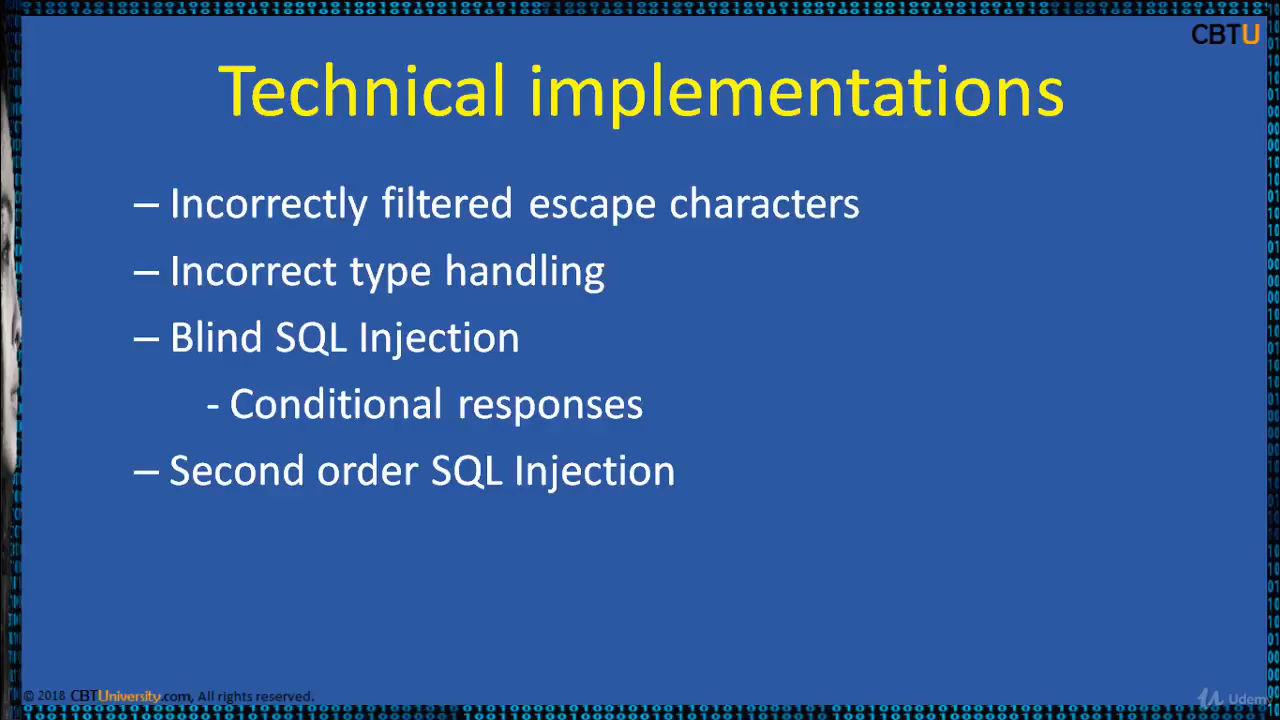 CBTU
Technical implementations
– Incorrectly filtered escape characters
– Incorrect type handling
– Blind SQL Injection
- Conditional responses
– Second order SQL Injection
© 2018 CBTUniversity.com, All rights reserved.
Udemy